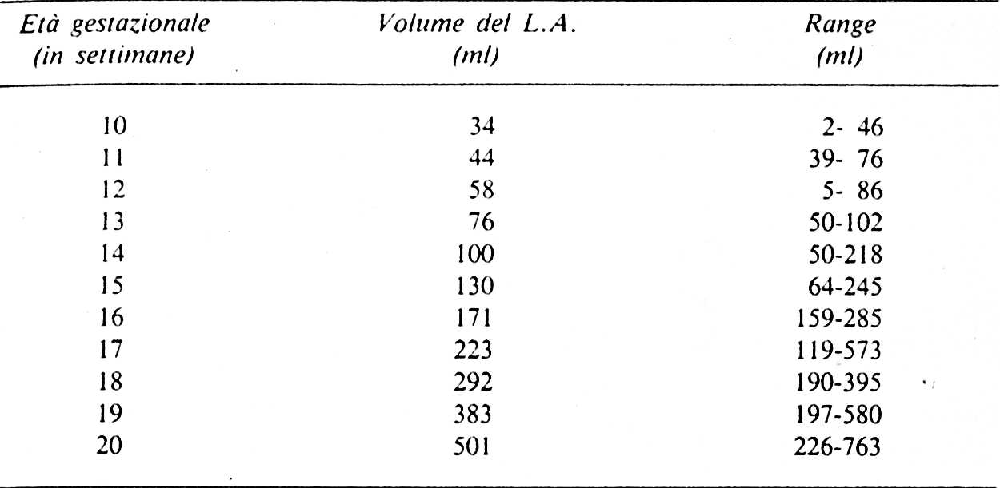 Età gestazionale Volume del L.A. Range
(in settimane) (ml) (ml)
10 34 2- 46
11 44 39- 76
12 58 5- 86
13 76 50-102
14 100 50-218
15 130 64-245
16 171 159-285
17 223 119-573
18 292 190-395
19 383 197-580
20 501 226-763